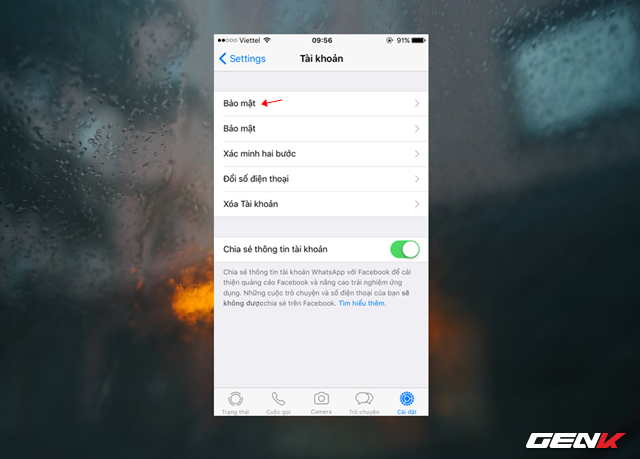 Viettel 09:56 91%
Settings Tài khoản
Bảo mật
Bảo mật
Xác minh hai bước
Đổi số điện thoại
Xóa Tài khoản
Chia sẻ thông tin tài khoản
Chia sẻ thông tin tài khoản WhatsApp với Facebook để cải
thiện quảng cáo Facebook và nâng cao trải nghiệm ứng
dụng. Những cuộc trò chuyện và số điện thoại của bạn sẽ
không đượcchia sẻ trên Facebook. Tìm hiểu thêm.
Trạng thái Cuộc gọi Camera Trò chuyện Cài đặt
GENK